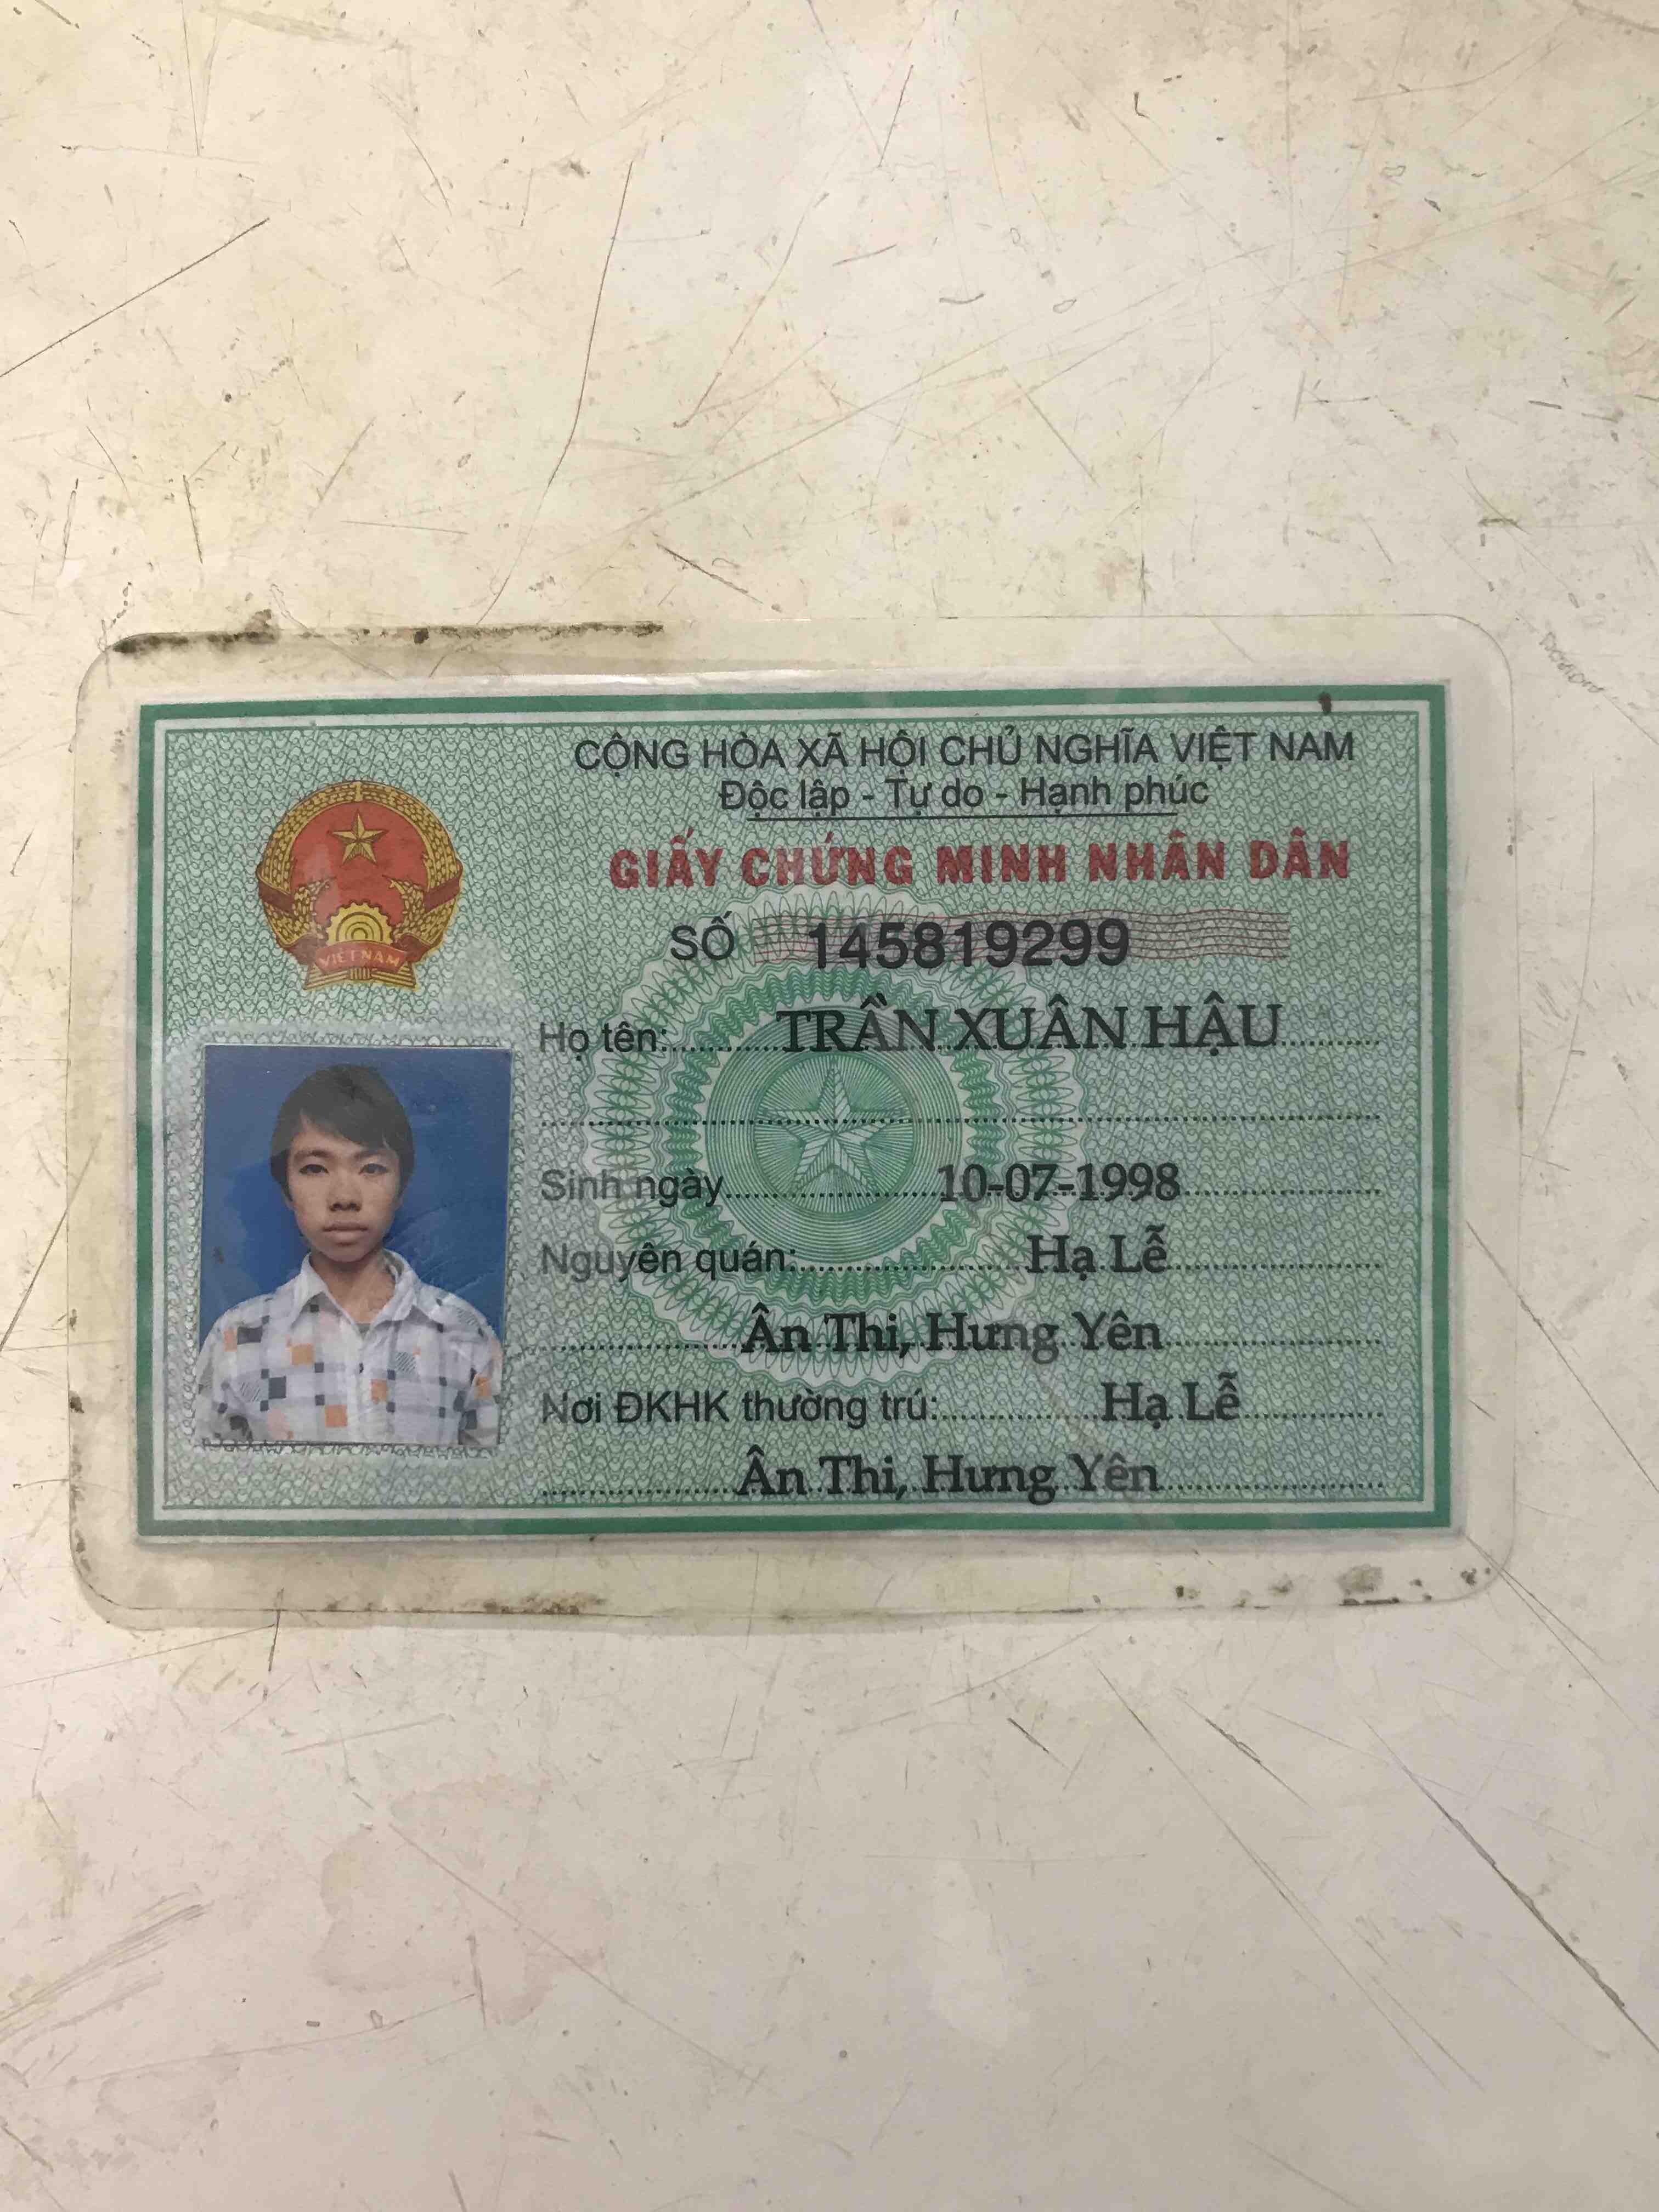 CỘNG HÒA XÃ HỘI CHỦ NGHĨA VIỆT NAM
Độc lập - Tự do - Hạnh phúc
GIẤY CHỨNG MINH NHÂN DÂN
SỐ 145819299
VIETNAM
Họ tên: TRẦN XUÂN HẬU
Sinh ngày 10-07-1998
Nguyên quán: Hạ Lễ
Ân Thi, Hưng Yên
Nơi ĐKHK thường trú: Hạ Lễ
Ân Thi, Hưng Yên